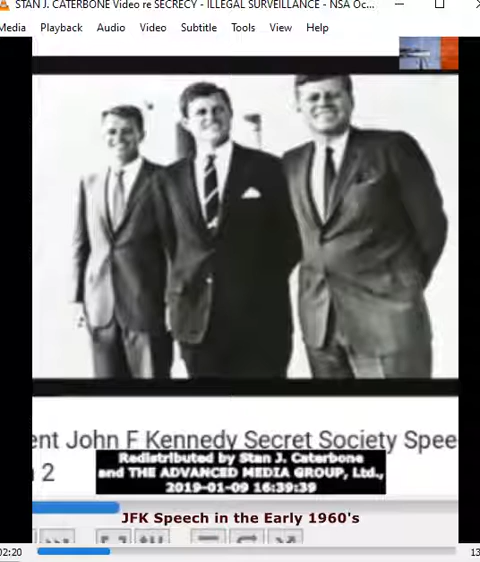 STAN J. CATERBONE Video re SECRECY - ILLEGAL SURVEILLANCE - NSA Oc...
Media Playback Audio Video Subtitle Tools View Help
ent John F Kennedy Secret Society Spee
2
Redistributed by Stan J. Caterbone
and THE ADVANCED MEDIA GROUP, Ltd.,
2019-01-09 16:39:39
JFK Speech in the Early 1960's
02:20 13